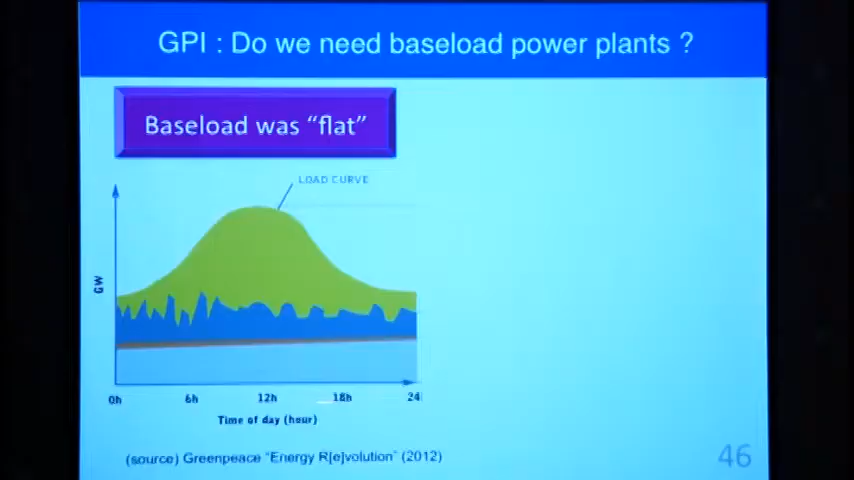 GPI : Do we need baseload power plants ?
Baseload was “flat”
LOAD CURVE
GW
0h 6h 12h 18h 24
Time of day (hour)
(source) Greenpeace “Energy R[e]volution” (2012)
46